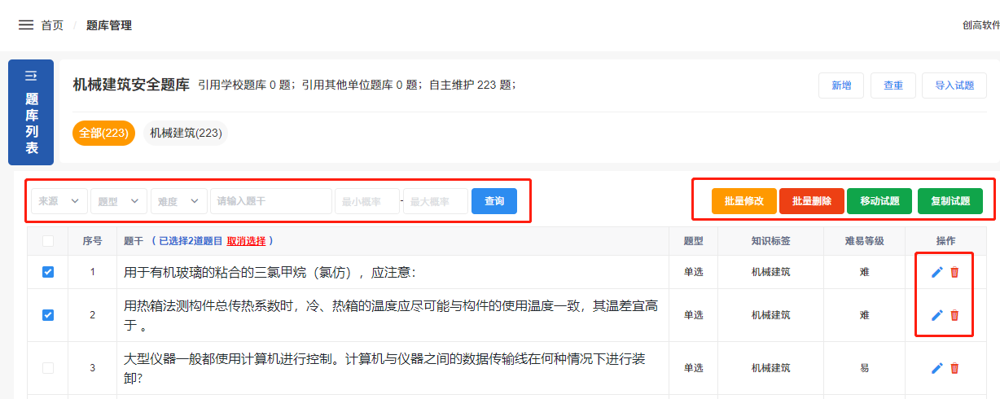 首页 / 题库管理
创高软件
题库列表
机械建筑安全题库 引用学校题库 0 题；引用其他单位题库 0 题；自主维护 223 题；
新增 查重 导入试题
全部(223) 机械建筑(223)
来源 题型 难度 请输入题干 最小概率 - 最大概率 查询
批量修改 批量删除 移动试题 复制试题
序号 题干 （ 已选择2道题目 取消选择 ） 题型 知识标签 难易等级 操作
1 用于有机玻璃的粘合的三氯甲烷（氯仿），应注意： 单选 机械建筑 难
2 用热箱法测构件总传热系数时，冷、热箱的温度应尽可能与构件的使用温度一致，其温差宜高 单选 机械建筑 难
于 。
3 大型仪器一般都使用计算机进行控制。计算机与仪器之间的数据传输线在何种情况下进行装 单选 机械建筑 易
卸?